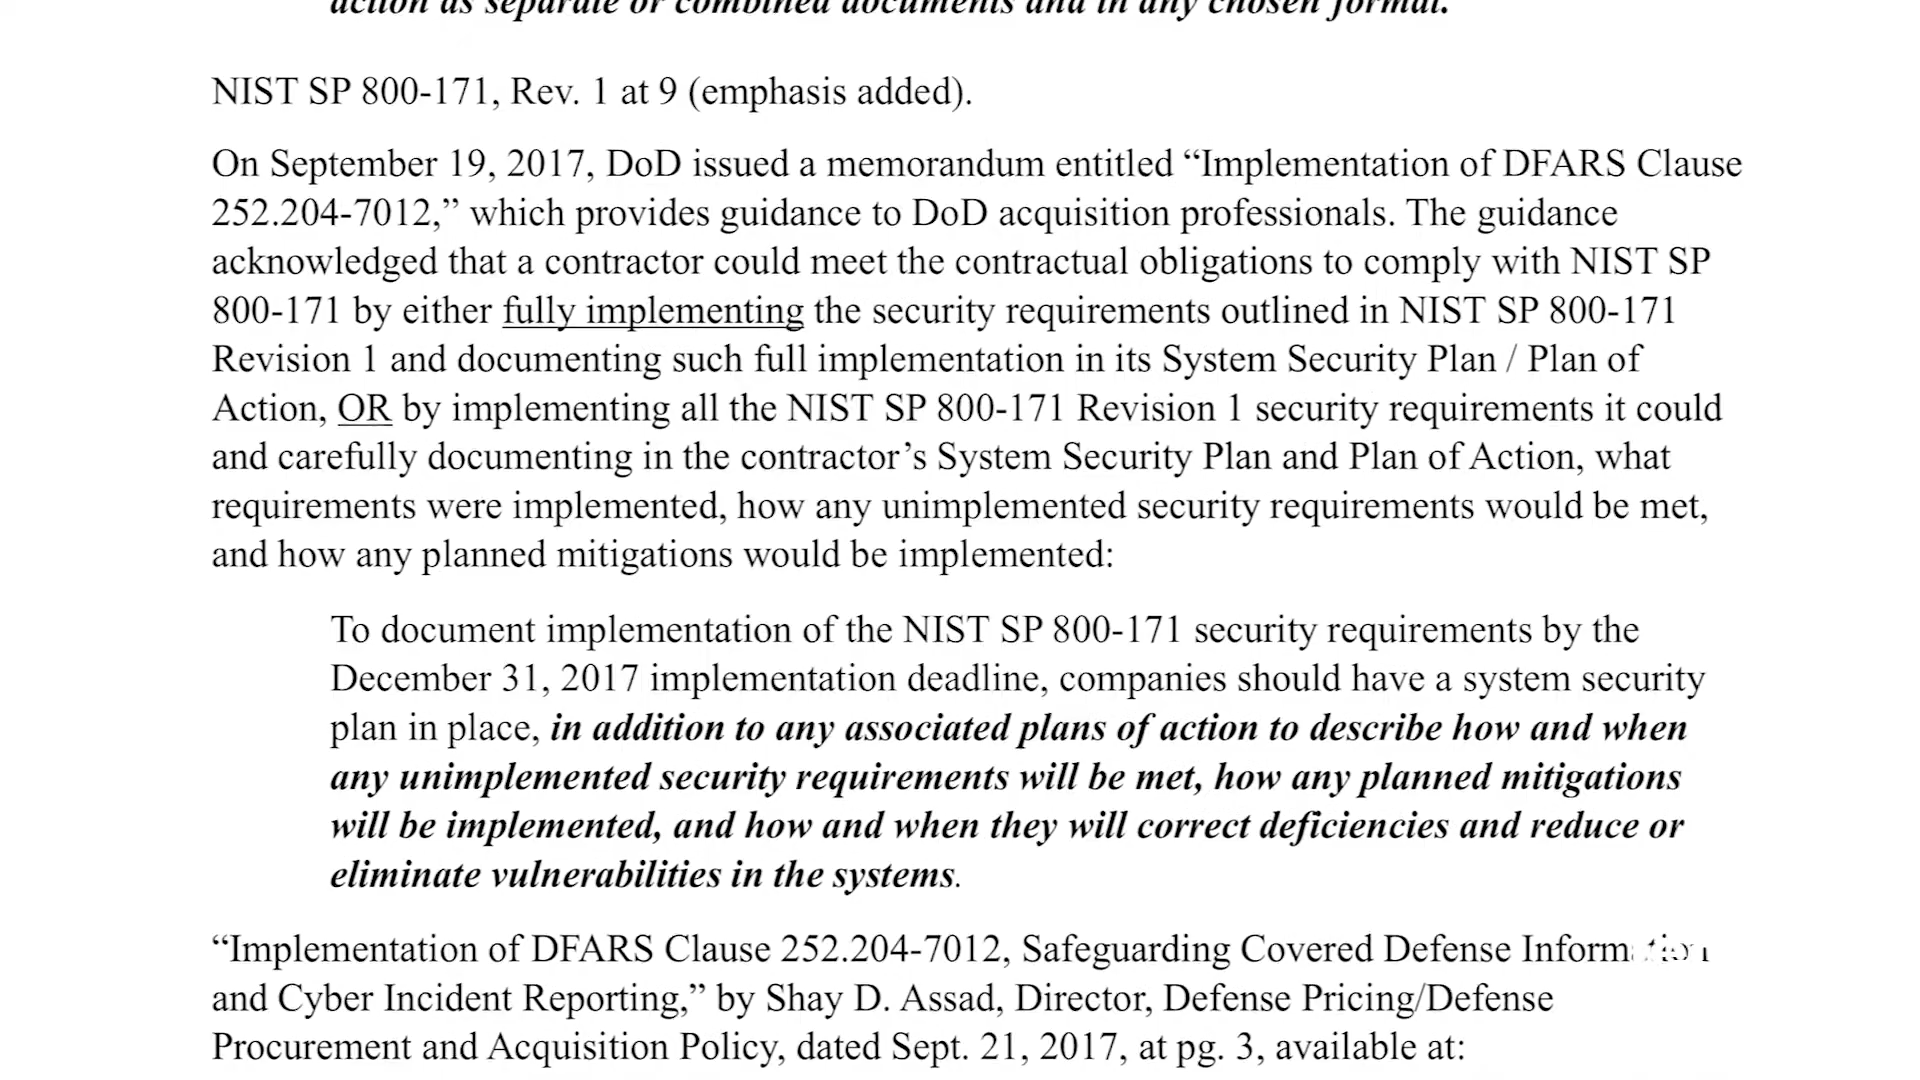 action as separate or combined documents and in any chosen format.
NIST SP 800-171, Rev. 1 at 9 (emphasis added).
On September 19, 2017, DoD issued a memorandum entitled “Implementation of DFARS Clause
252.204-7012,” which provides guidance to DoD acquisition professionals. The guidance
acknowledged that a contractor could meet the contractual obligations to comply with NIST SP
800-171 by either fully implementing the security requirements outlined in NIST SP 800-171
Revision 1 and documenting such full implementation in its System Security Plan / Plan of
Action, OR by implementing all the NIST SP 800-171 Revision 1 security requirements it could
and carefully documenting in the contractor’s System Security Plan and Plan of Action, what
requirements were implemented, how any unimplemented security requirements would be met,
and how any planned mitigations would be implemented:
To document implementation of the NIST SP 800-171 security requirements by the
December 31, 2017 implementation deadline, companies should have a system security
plan in place, in addition to any associated plans of action to describe how and when
any unimplemented security requirements will be met, how any planned mitigations
will be implemented, and how and when they will correct deficiencies and reduce or
eliminate vulnerabilities in the systems.
“Implementation of DFARS Clause 252.204-7012, Safeguarding Covered Defense Information
and Cyber Incident Reporting,” by Shay D. Assad, Director, Defense Pricing/Defense
Procurement and Acquisition Policy, dated Sept. 21, 2017, at pg. 3, available at: